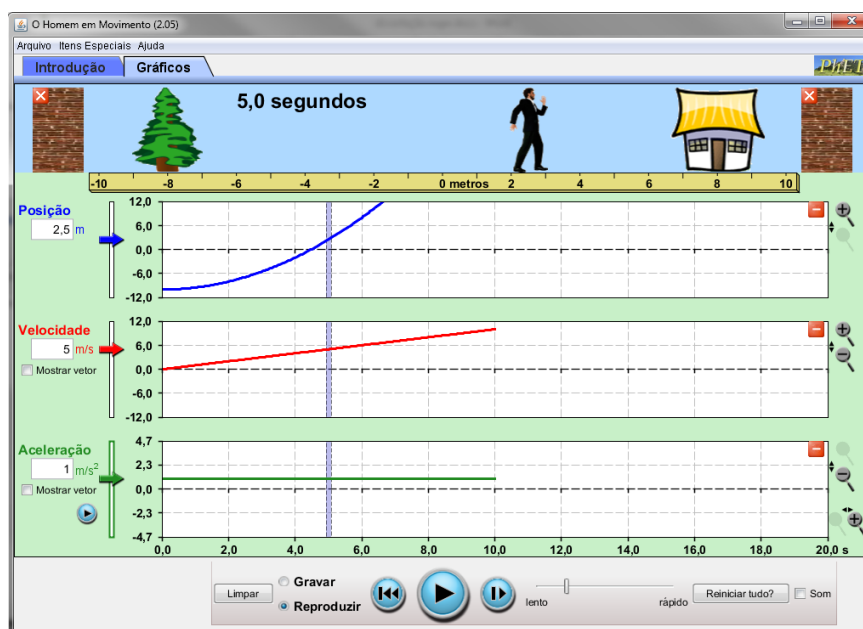 O Homem em Movimento (2.05)
Arquivo Itens Especiais Ajuda
Introdução Gráficos
PhET
5,0 segundos
-10 -8 -6 -4 -2 0 metros 2 4 6 8 10
Posição
2,5 m
12,0
6,0
0,0
-6,0
-12,0
Velocidade
5 m/s
Mostrar vetor
12,0
6,0
0,0
-6,0
-12,0
Aceleração
1 m/s²
Mostrar vetor
4,7
2,3
0,0
-2,3
-4,7
0,0 2,0 4,0 6,0 8,0 10,0 12,0 14,0 16,0 18,0 20,0 s
Limpar
Gravar
Reproduzir
lento rápido
Reiniciar tudo?
Som